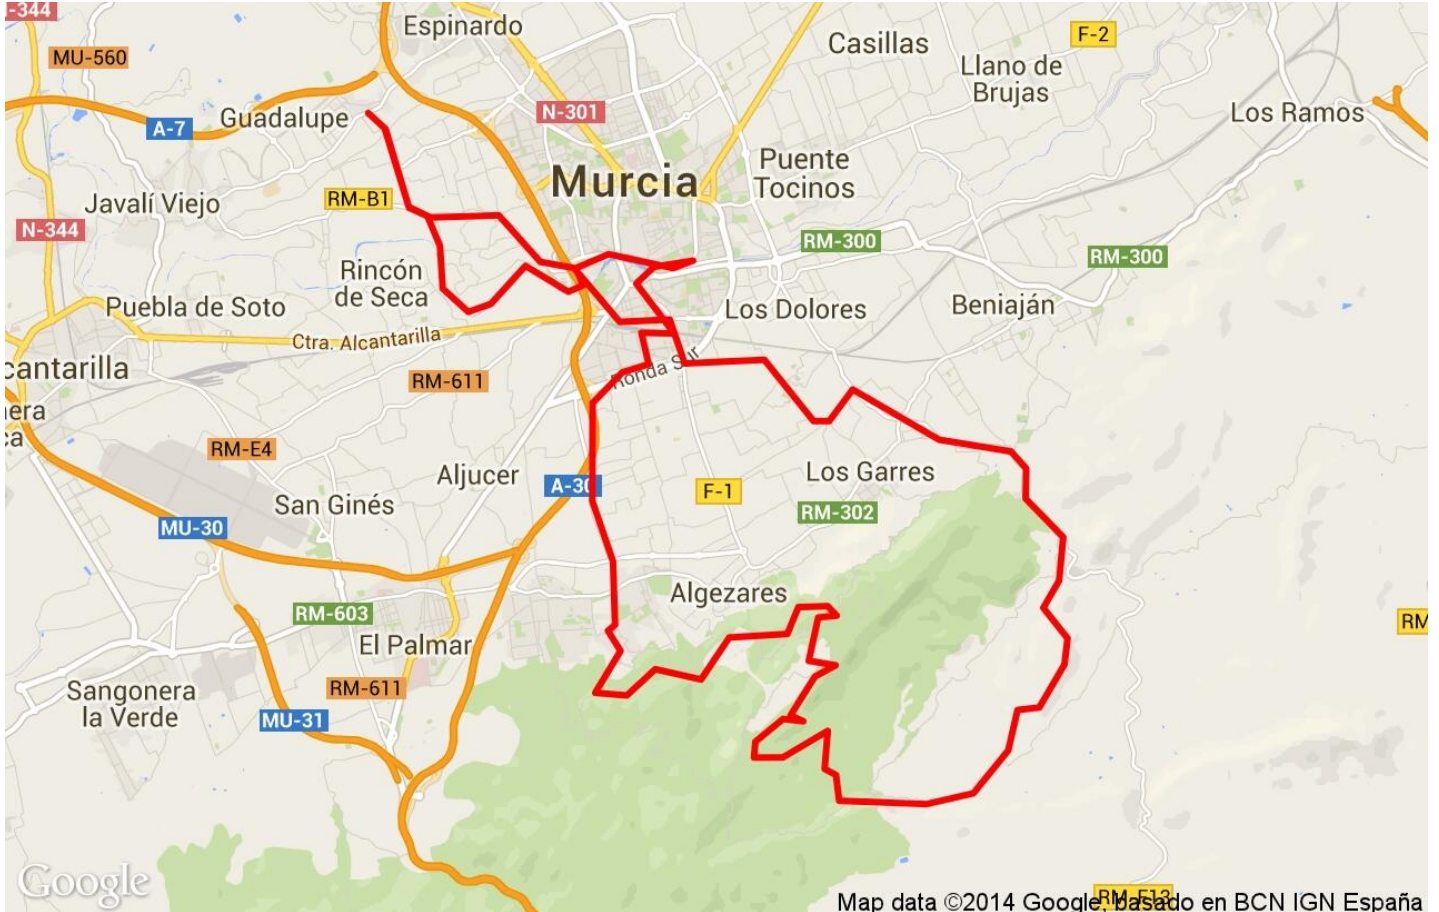 -344
Espinardo
Casillas
F-2
MU-560
Llano de
Brujas
N-301
Los Ramos
Guadalupe
A-7
Puente
Tocinos
Murcia
RM-B1
Javalí Viejo
N-344
RM-300
RM-300
Rincón
de Seca
Puebla de Soto
Los Dolores
Beniaján
Ctra. Alcantarilla
cantarilla
Ronda Sur
RM-611
nera
ca
RM-E4
Aljucer
A-30
Los Garres
F-1
San Ginés
RM-302
MU-30
Algezares
RM-603
RM
El Palmar
RM-611
Sangonera
la Verde
MU-31
Google
RM-F13
Map data ©2014 Google, basado en BCN IGN España